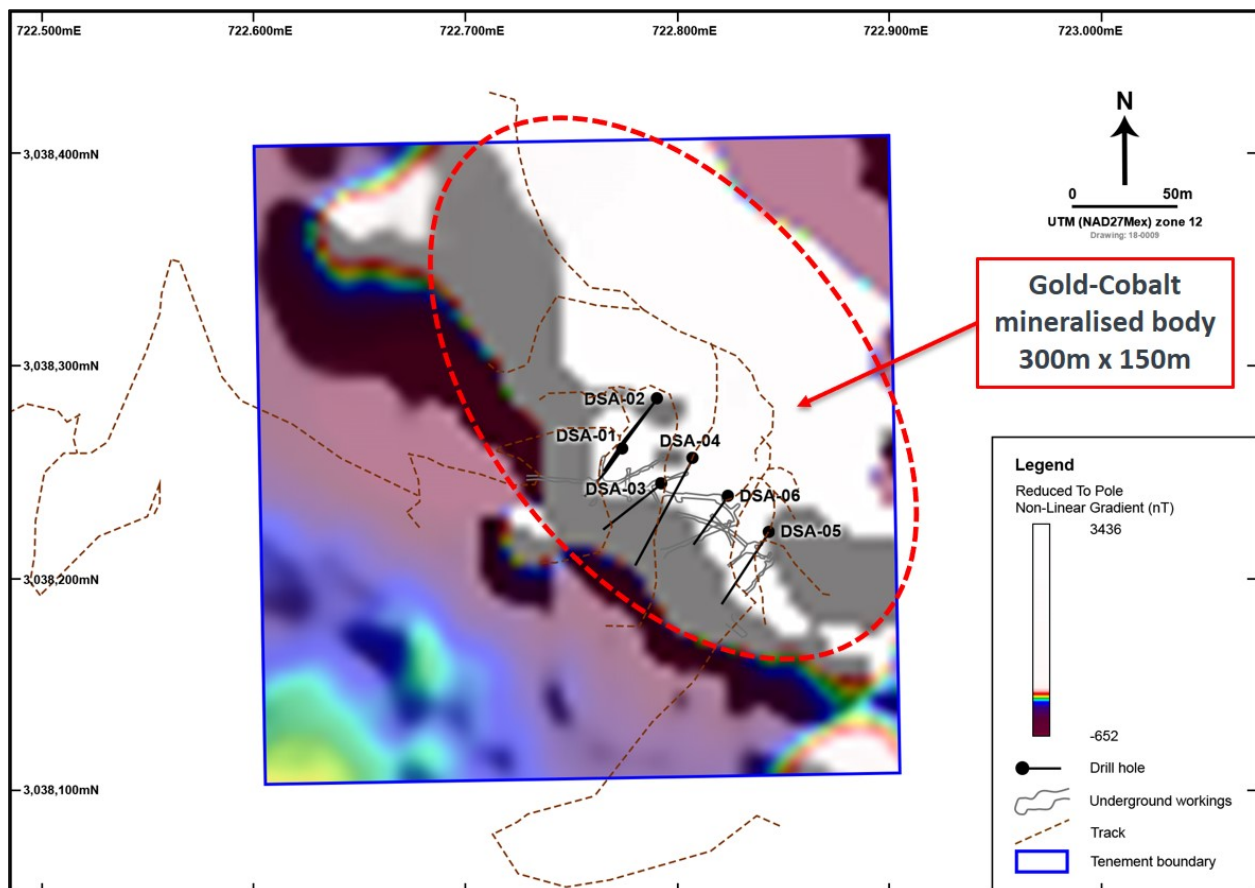 722.500mE
722.600mE
722.700mE
722.800mE
722.900mE
723.000mE
3,038,400mN
3,038,300mN
3,038,200mN
3,038,100mN
N
0 50m
UTM (NAD27Mex) zone 12
Drawing: 18-0009
Gold-Cobalt
mineralised body
300m x 150m
DSA-02
DSA-01
DSA-04
DSA-03
DSA-06
DSA-05
Legend
Reduced To Pole
Non-Linear Gradient (nT)
3436
-652
Drill hole
Underground workings
Track
Tenement boundary